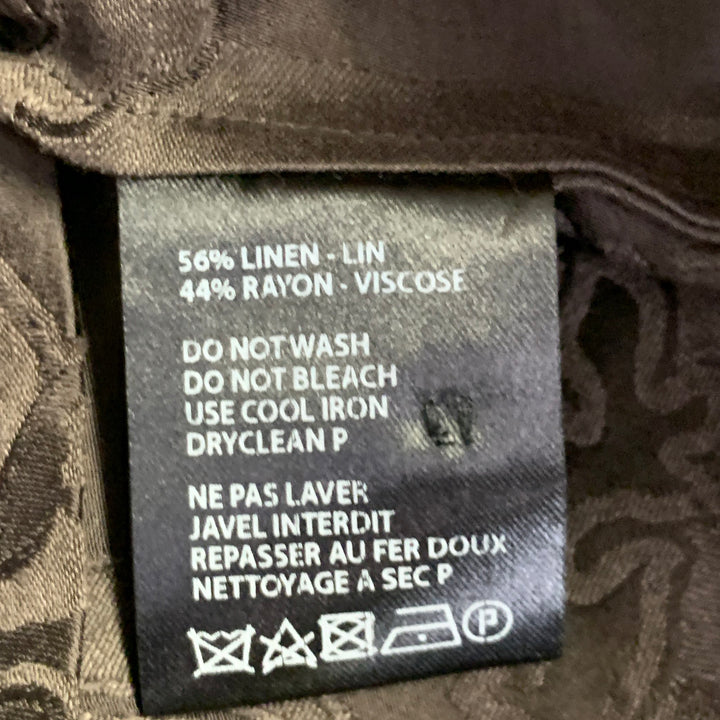 56% LINEN - LIN
44% RAYON - VISCOSE
DO NOT WASH
DO NOT BLEACH
USE COOL IRON
DRYCLEAN P
NE PAS LAVER
JAVEL INTERDIT
REPASSER AU FER DOUX
NETTOYAGE A SEC P
P